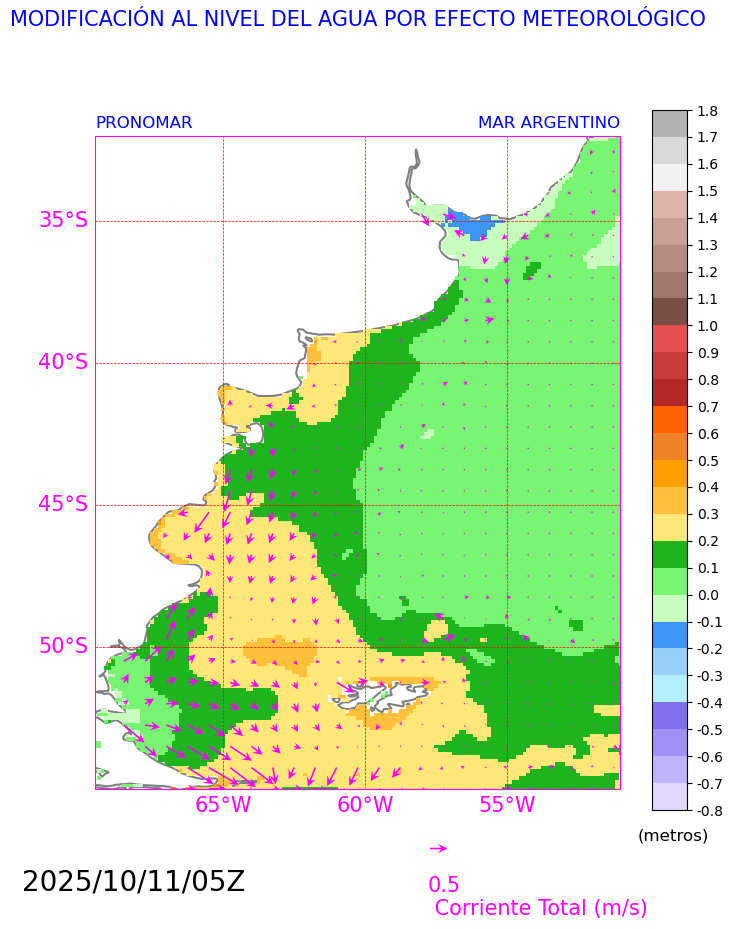 MODIFICACIÓN AL NIVEL DEL AGUA POR EFECTO METEOROLÓGICO
PRONOMAR
MAR ARGENTINO
35°S
40°S
45°S
50°S
65°W
60°W
55°W
1.8
1.7
1.6
1.5
1.4
1.3
1.2
1.1
1.0
0.9
0.8
0.7
0.6
0.5
0.4
0.3
0.2
0.1
0.0
-0.1
-0.2
-0.3
-0.4
-0.5
-0.6
-0.7
-0.8
(metros)
2025/10/11/05Z
0.5
Corriente Total (m/s)